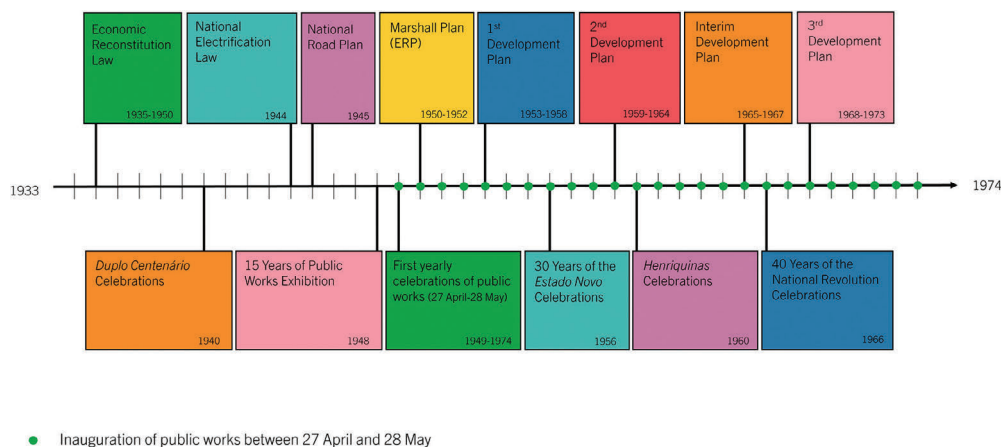 Economic
Reconstitution
Law
1935-1950
National
Electrification
Law
1944
National
Road Plan
1945
Marshall Plan
(ERP)
1950-1952
1st
Development
Plan
1953-1958
2nd
Development
Plan
1959-1964
Interim
Development
Plan
1965-1967
3rd
Development
Plan
1968-1973
1933
1974
Duplo Centenário
Celebrations
1940
15 Years of Public
Works Exhibition
1948
First yearly
celebrations of public
works (27 April-28 May)
1949-1974
30 Years of the
Estado Novo
Celebrations
1956
Henriquinas
Celebrations
1960
40 Years of the
National Revolution
Celebrations
1966
Inauguration of public works between 27 April and 28 May